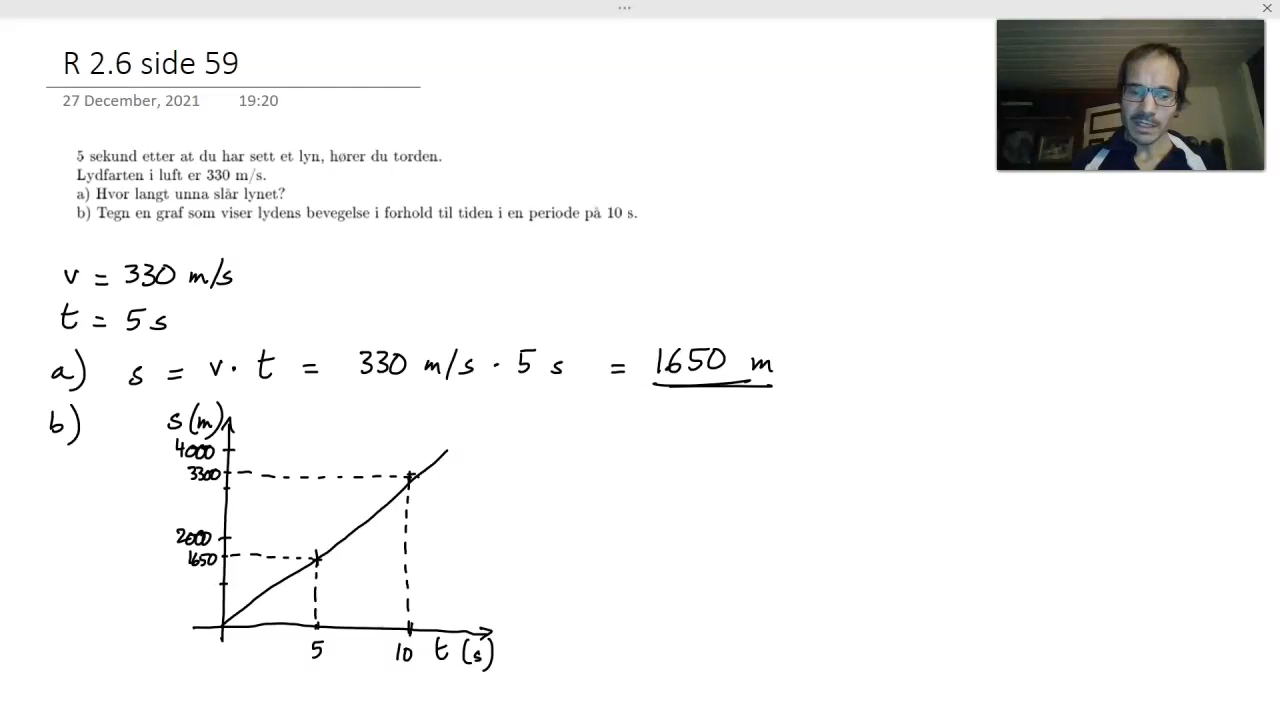 R 2.6 side 59
27 December, 2021 19:20
5 sekund etter at du har sett et lyn, hører du torden.
Lydfarten i luft er 330 m/s.
a) Hvor langt unna slår lynet?
b) Tegn en graf som viser lydens bevegelse i forhold til tiden i en periode på 10 s.
v = 330 m/s
t = 5 s
a) s = v · t = 330 m/s · 5 s = 1650 m
b) s (m)
4000
3300
2000
1650
5 10 t (s)